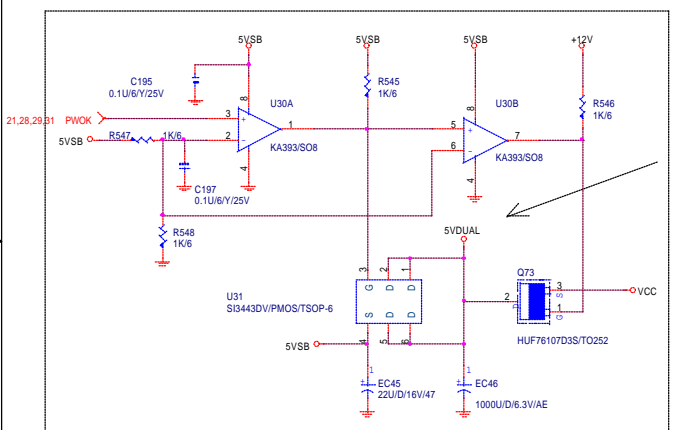 5VSB
5VSB
5VSB
+12V
C195
0.1U/6/Y/25V
8
U30A
R545
1K/6
8
U30B
R546
1K/6
21,28,29,31 PWOK
3
+
1
5
+
7
5VSB
R547
1K/6
2
-
6
-
KA393/SO8
KA393/SO8
4
4
C197
0.1U/6/Y/25V
R548
1K/6
5VDUAL
3
2
1
G
D
D
U31
SI3443DV/PMOS/TSOP-6
S
D
D
Q73
2
D
3
S
VCC
1
G
5VSB
4
5
6
HUF76107D3S/TO252
1
+
EC45
22U/D/16V/47
1
+
EC46
1000U/D/6.3V/AE